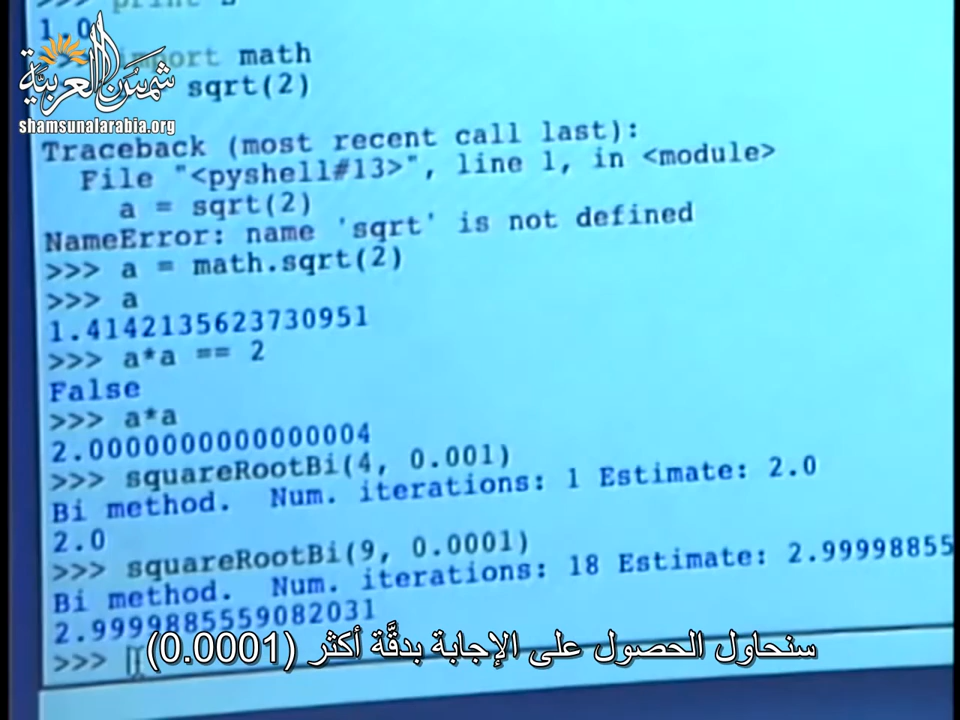 >>> print
1.0
>>> import math
sqrt(2)
شمس العربية
shamsunalarabia.org
Traceback (most recent call last):
File "<pyshell#13>", line 1, in <module>
a = sqrt(2)
NameError: name 'sqrt' is not defined
>>> a = math.sqrt(2)
>>> a
1.4142135623730951
>>> a*a == 2
False
>>> a*a
2.0000000000000004
>>> squareRootBi(4, 0.001)
Bi method. Num. iterations: 1 Estimate: 2.0
2.0
>>> squareRootBi(9, 0.0001)
Bi method. Num. iterations: 18 Estimate: 2.99998855
2.9999885559082031
>>>
سنحاول الحصول على الإجابة بدقَّة أكثر (0.0001)